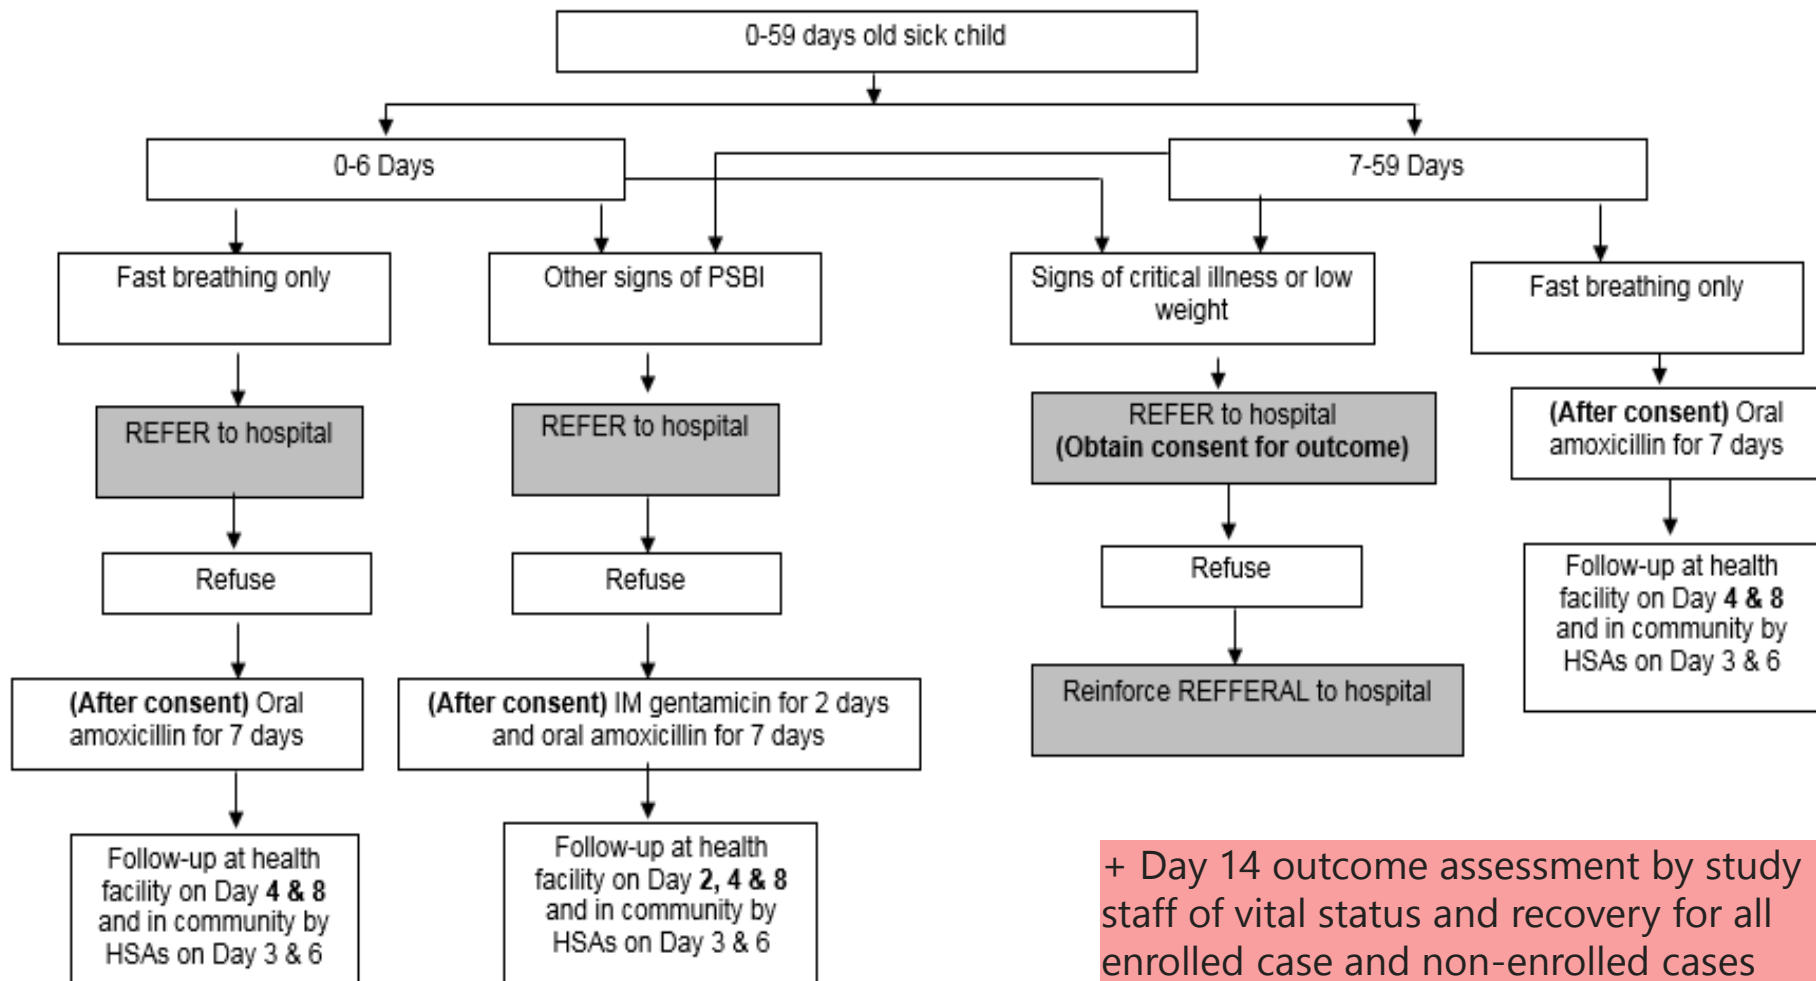 0-59 days old sick child
0-6 Days
7-59 Days
Fast breathing only
Other signs of PSBI
Signs of critical illness or low
weight
Fast breathing only
REFER to hospital
REFER to hospital
REFER to hospital
(Obtain consent for outcome)
(After consent) Oral
amoxicillin for 7 days
Refuse
Refuse
Refuse
Follow-up at health
facility on Day 4 & 8
and in community by
HSAs on Day 3 & 6
(After consent) Oral
amoxicillin for 7 days
(After consent) IM gentamicin for 2 days
and oral amoxicillin for 7 days
Reinforce REFFERAL to hospital
Follow-up at health
facility on Day 4 & 8
and in community by
HSAs on Day 3 & 6
Follow-up at health
facility on Day 2, 4 & 8
and in community by
HSAs on Day 3 & 6
+ Day 14 outcome assessment by study
staff of vital status and recovery for all
enrolled case and non-enrolled cases